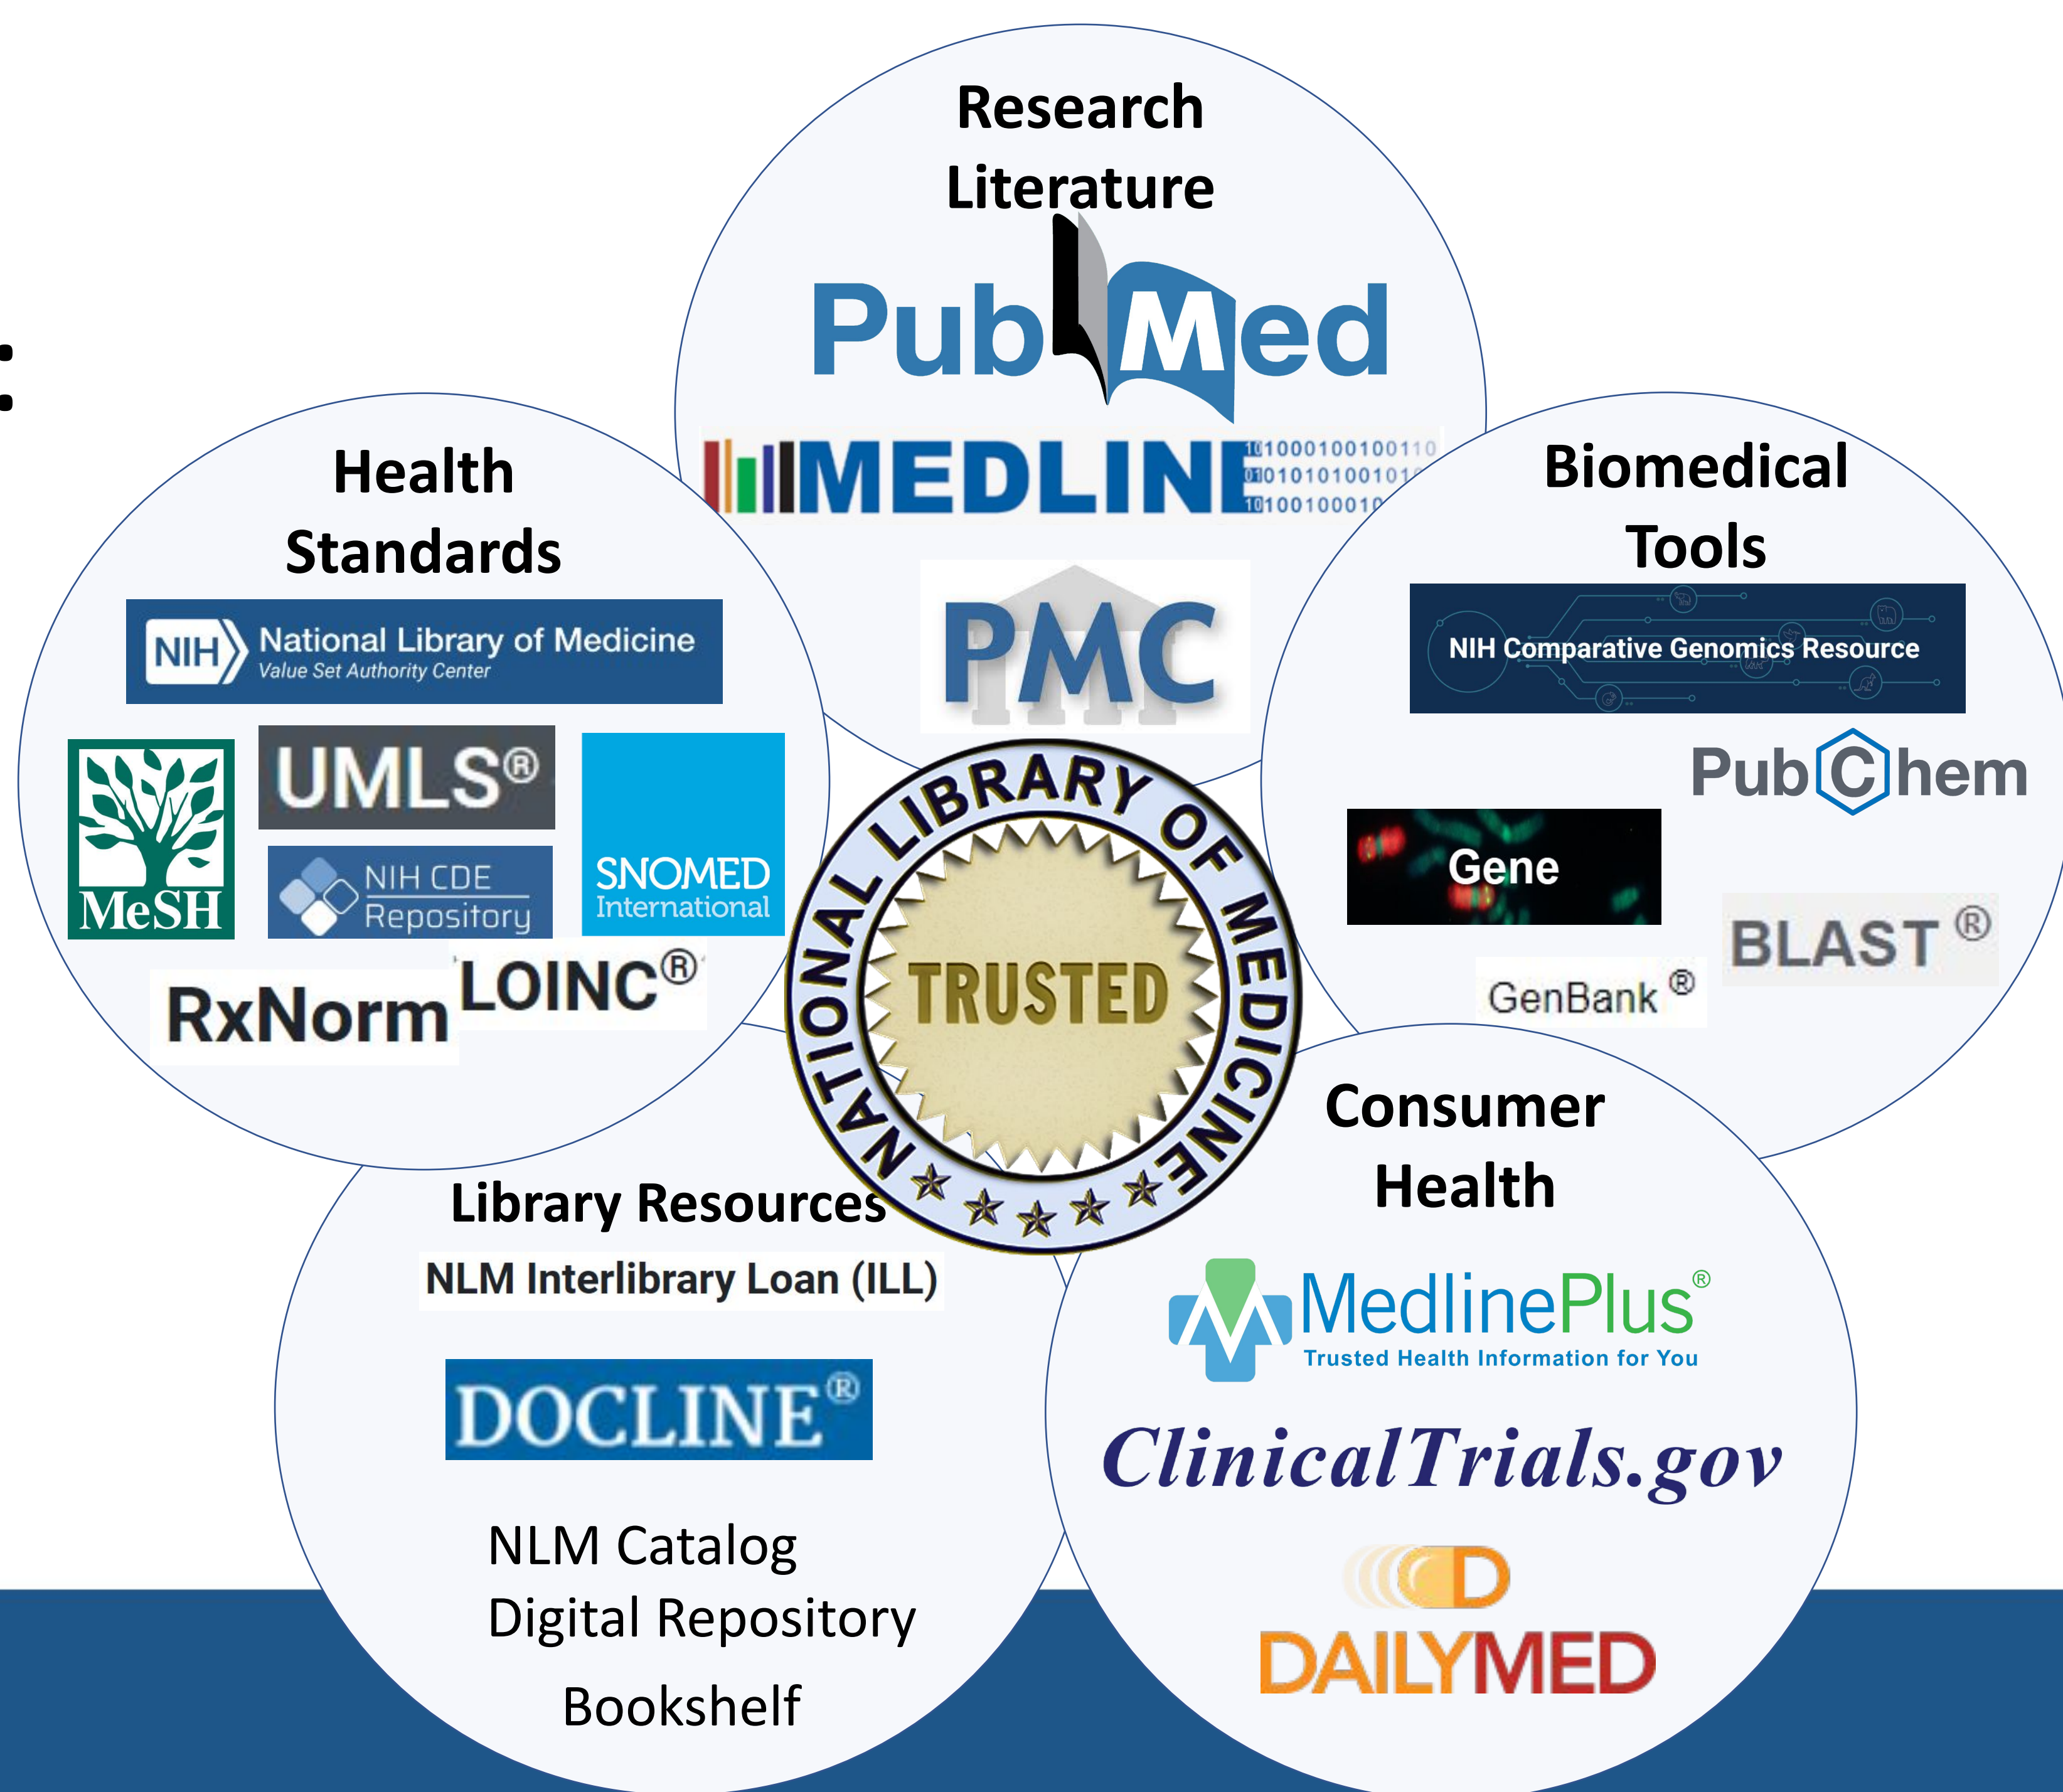 Research
Literature
PubMed
MEDLINE
Health
Standards
NIH National Library of Medicine
Value Set Authority Center
MeSH
UMLS®
NIH CDE
Repository
SNOMED
International
RxNorm
LOINC®
PMC
Biomedical
Tools
NIH Comparative Genomics Resource
PubChem
Gene
BLAST®
GenBank®
NATIONAL LIBRARY OF MEDICINE
TRUSTED
Library Resources
NLM Interlibrary Loan (ILL)
DOCLINE®
NLM Catalog
Digital Repository
Bookshelf
Consumer
Health
MedlinePlus®
Trusted Health Information for You
ClinicalTrials.gov
D
DAILYMED